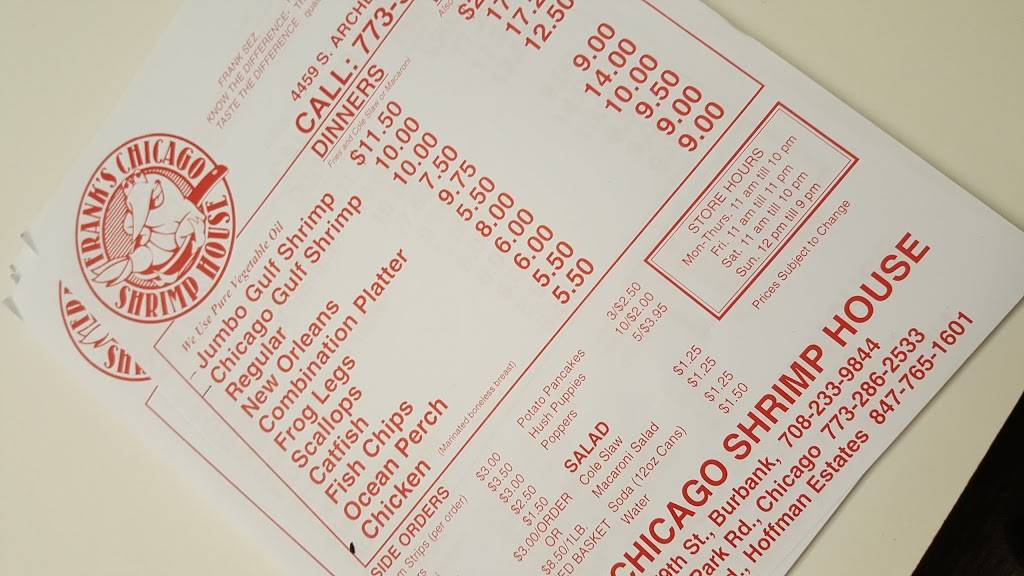 FRANK'S CHICAGO
SHRIMP HOUSE
FRANK SEZ
KNOW THE DIFFERENCE,
TASTE THE DIFFERENCE
4459 S. ARCHE
CALL: 773-
DINNERS
Fries and Cole Slaw or Macaroni
We Use Pure Vegetable Oil
Jumbo Gulf Shrimp
Chicago Gulf Shrimp
Regular
New Orleans
Combination Platter
Frog Legs
Scallops
Catfish
Fish Chips
Ocean Perch
Chicken (Marinated boneless breast)
$11.50
10.00
10.00
7.50
9.75
5.50
8.00
6.00
6.00
5.50
5.50
12.50
9.00
14.00
10.00
9.50
9.00
9.00
STORE HOURS
Mon-Thurs. 11 am till 10 pm
Fri. 11 am till 11 pm
Sat. 11 am till 10 pm
Sun. 12 pm till 9 pm
Prices Subject to Change
SIDE ORDERS
Strips (per order)
$3.00
$3.50
$3.00
$2.50
$1.50
$3.00/ORDER
OR
$8.50/1LB.
BASKET
Potato Pancakes
Hush Puppies
Poppers
3/$2.50
10/$2.00
5/$3.95
SALAD
Cole Slaw
Macaroni Salad
Soda (12oz Cans)
Water
$1.25
$1.25
$1.25
$1.50
CHICAGO SHRIMP HOUSE
9th St., Burbank, 708-233-9844
Park Rd., Chicago 773-286-2533
Hoffman Estates 847-765-1601